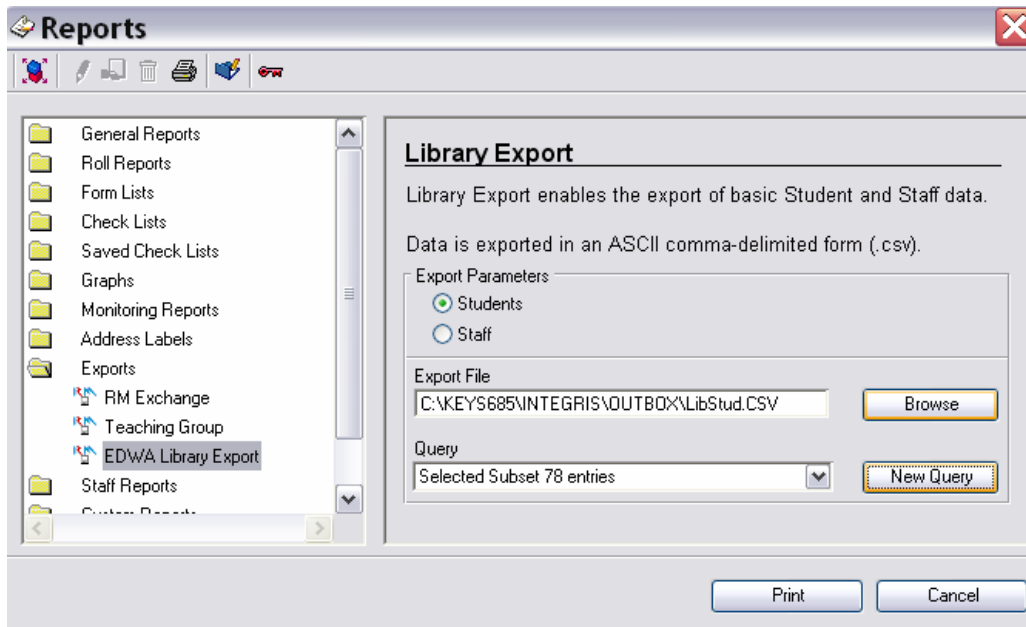 Reports
General Reports
Roll Reports
Form Lists
Check Lists
Saved Check Lists
Graphs
Monitoring Reports
Address Labels
Exports
RM Exchange
Teaching Group
EDWA Library Export
Staff Reports
Library Export
Library Export enables the export of basic Student and Staff data.
Data is exported in an ASCII comma-delimited form (.csv).
Export Parameters
Students
Staff
Export File
C:\KEYS685\INTEGRIS\OUTBOX\LibStud.CSV
Browse
Query
Selected Subset 78 entries
New Query
Print
Cancel